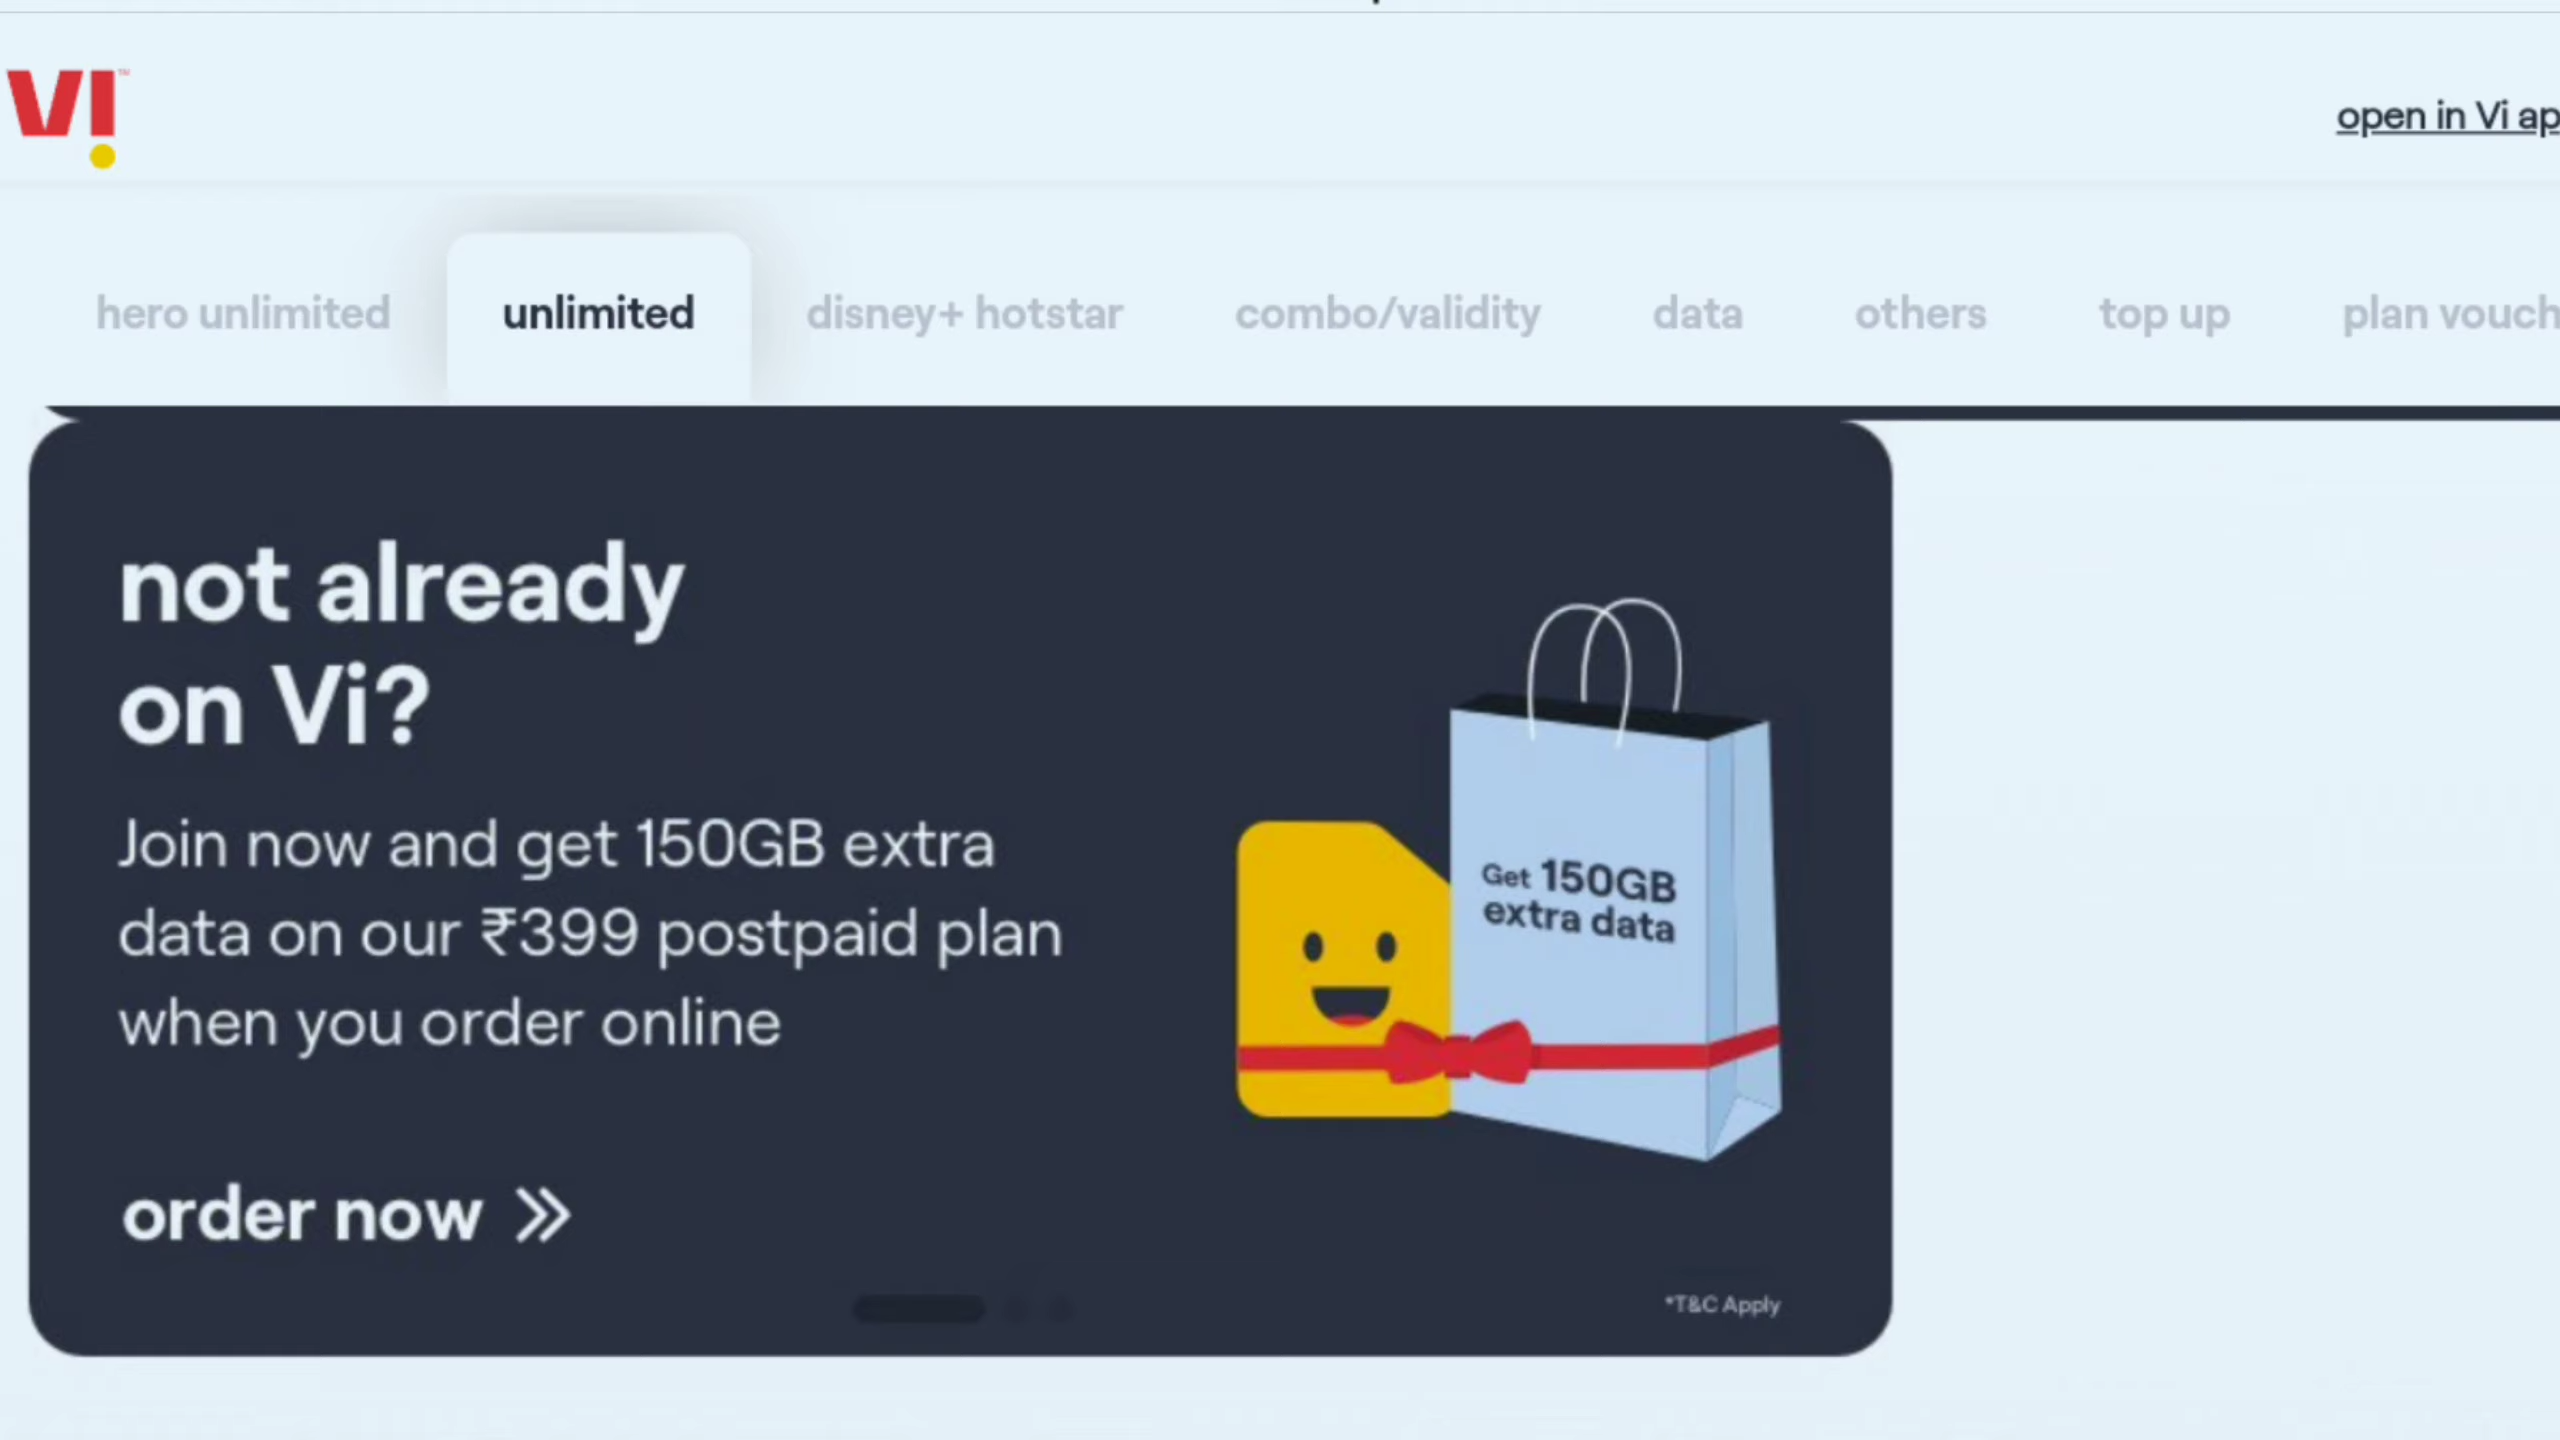 VI™
open in Vi ap
hero unlimited
unlimited
disney+ hotstar
combo/validity
data
others
top up
plan vouch
not already
on Vi?
Join now and get 150GB extra
data on our ₹399 postpaid plan
when you order online
order now
Get 150GB
extra data
*T&C Apply